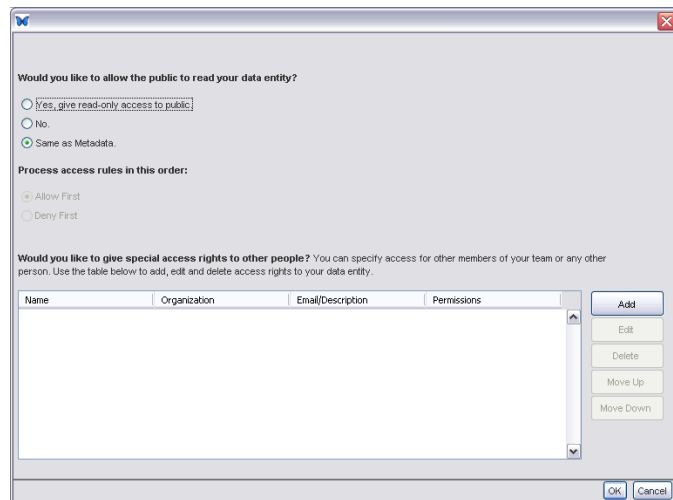 Would you like to allow the public to read your data entity?
Yes, give read-only access to public.
No.
Same as Metadata.
Process access rules in this order:
Allow First
Deny First
Would you like to give special access rights to other people? You can specify access for other members of your team or any other
person. Use the table below to add, edit and delete access rights to your data entity.
Name Organization Email/Description Permissions
Add
Edit
Delete
Move Up
Move Down
OK Cancel